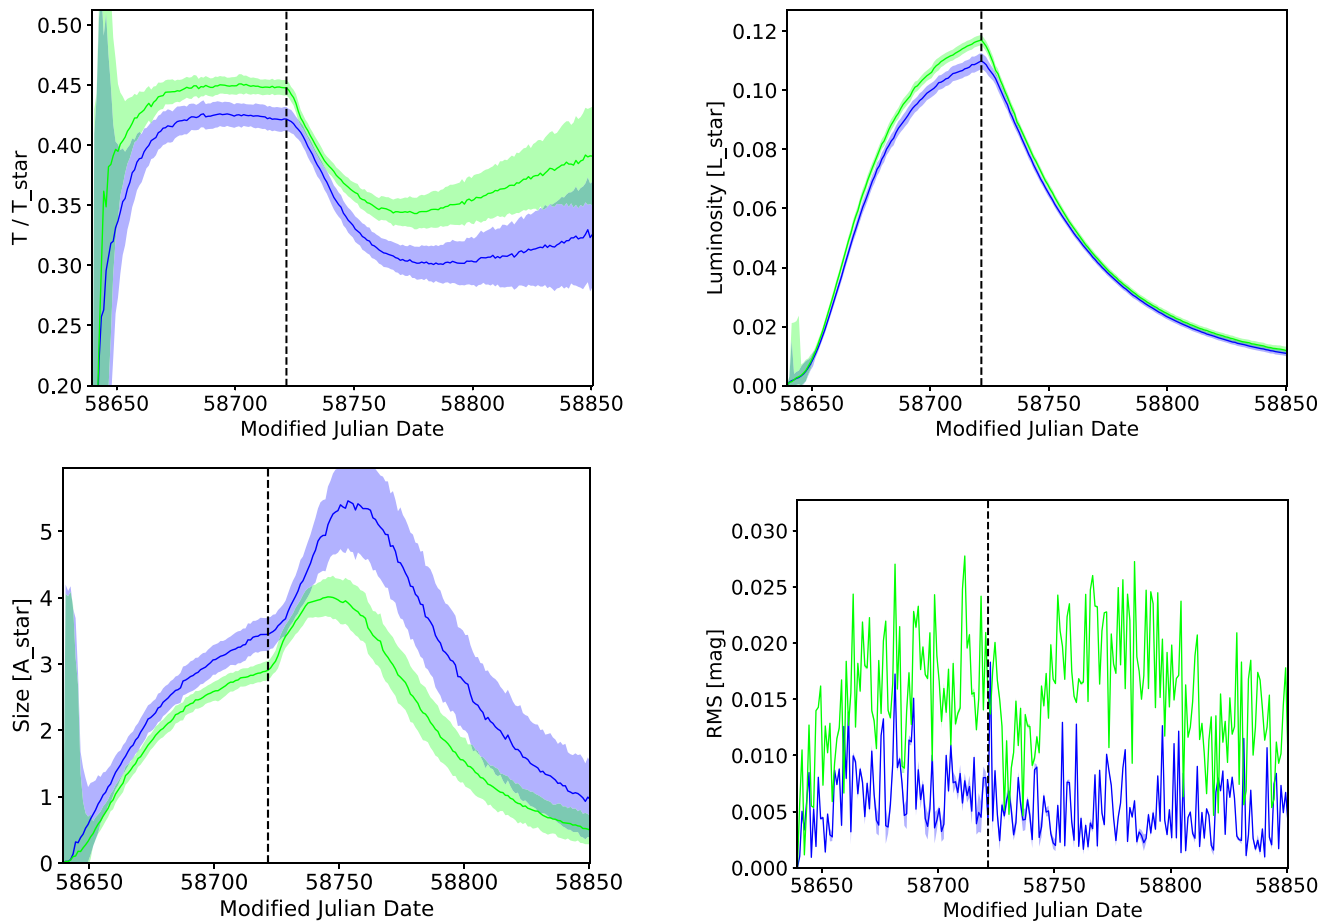 0.50
0.45
0.40
0.35
0.30
0.25
0.20
T / T_star
58650 58700 58750 58800 58850
Modified Julian Date
0.12
0.10
0.08
0.06
0.04
0.02
0.00
Luminosity [L_star]
58650 58700 58750 58800 58850
Modified Julian Date
5
4
3
2
1
0
Size [A_star]
58650 58700 58750 58800 58850
Modified Julian Date
0.030
0.025
0.020
0.015
0.010
0.005
0.000
RMS [mag]
58650 58700 58750 58800 58850
Modified Julian Date